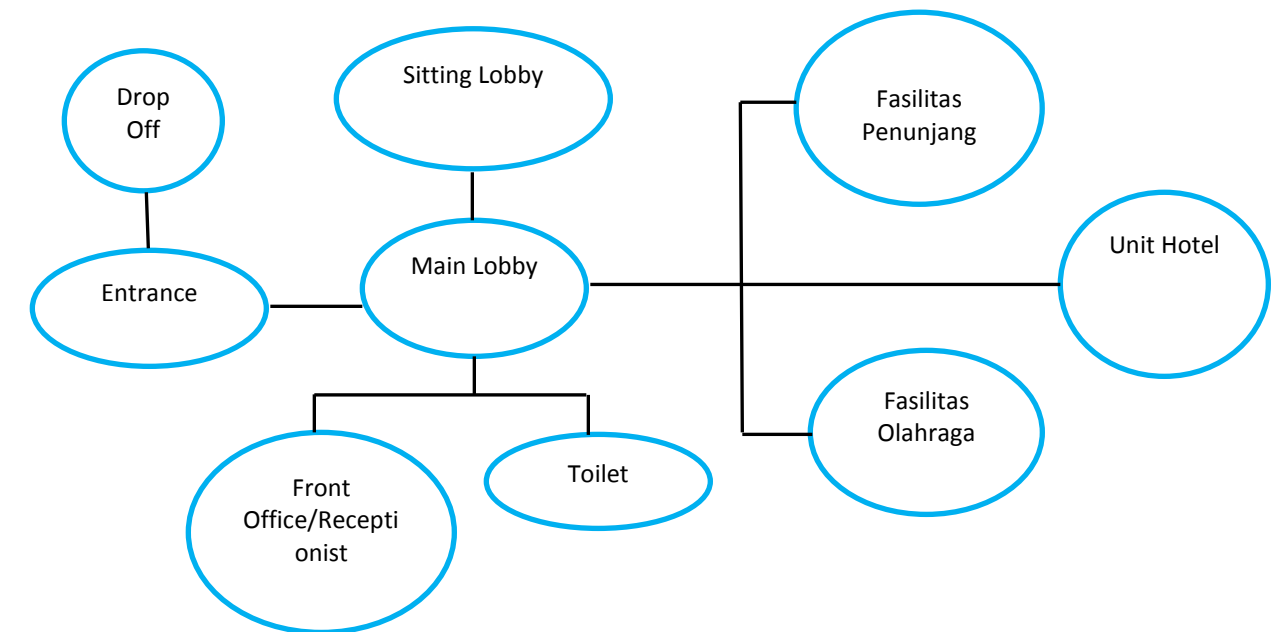 Drop
Off
Sitting Lobby
Fasilitas
Penunjang
Entrance
Main Lobby
Unit Hotel
Front
Office/Recepti
onist
Toilet
Fasilitas
Olahraga